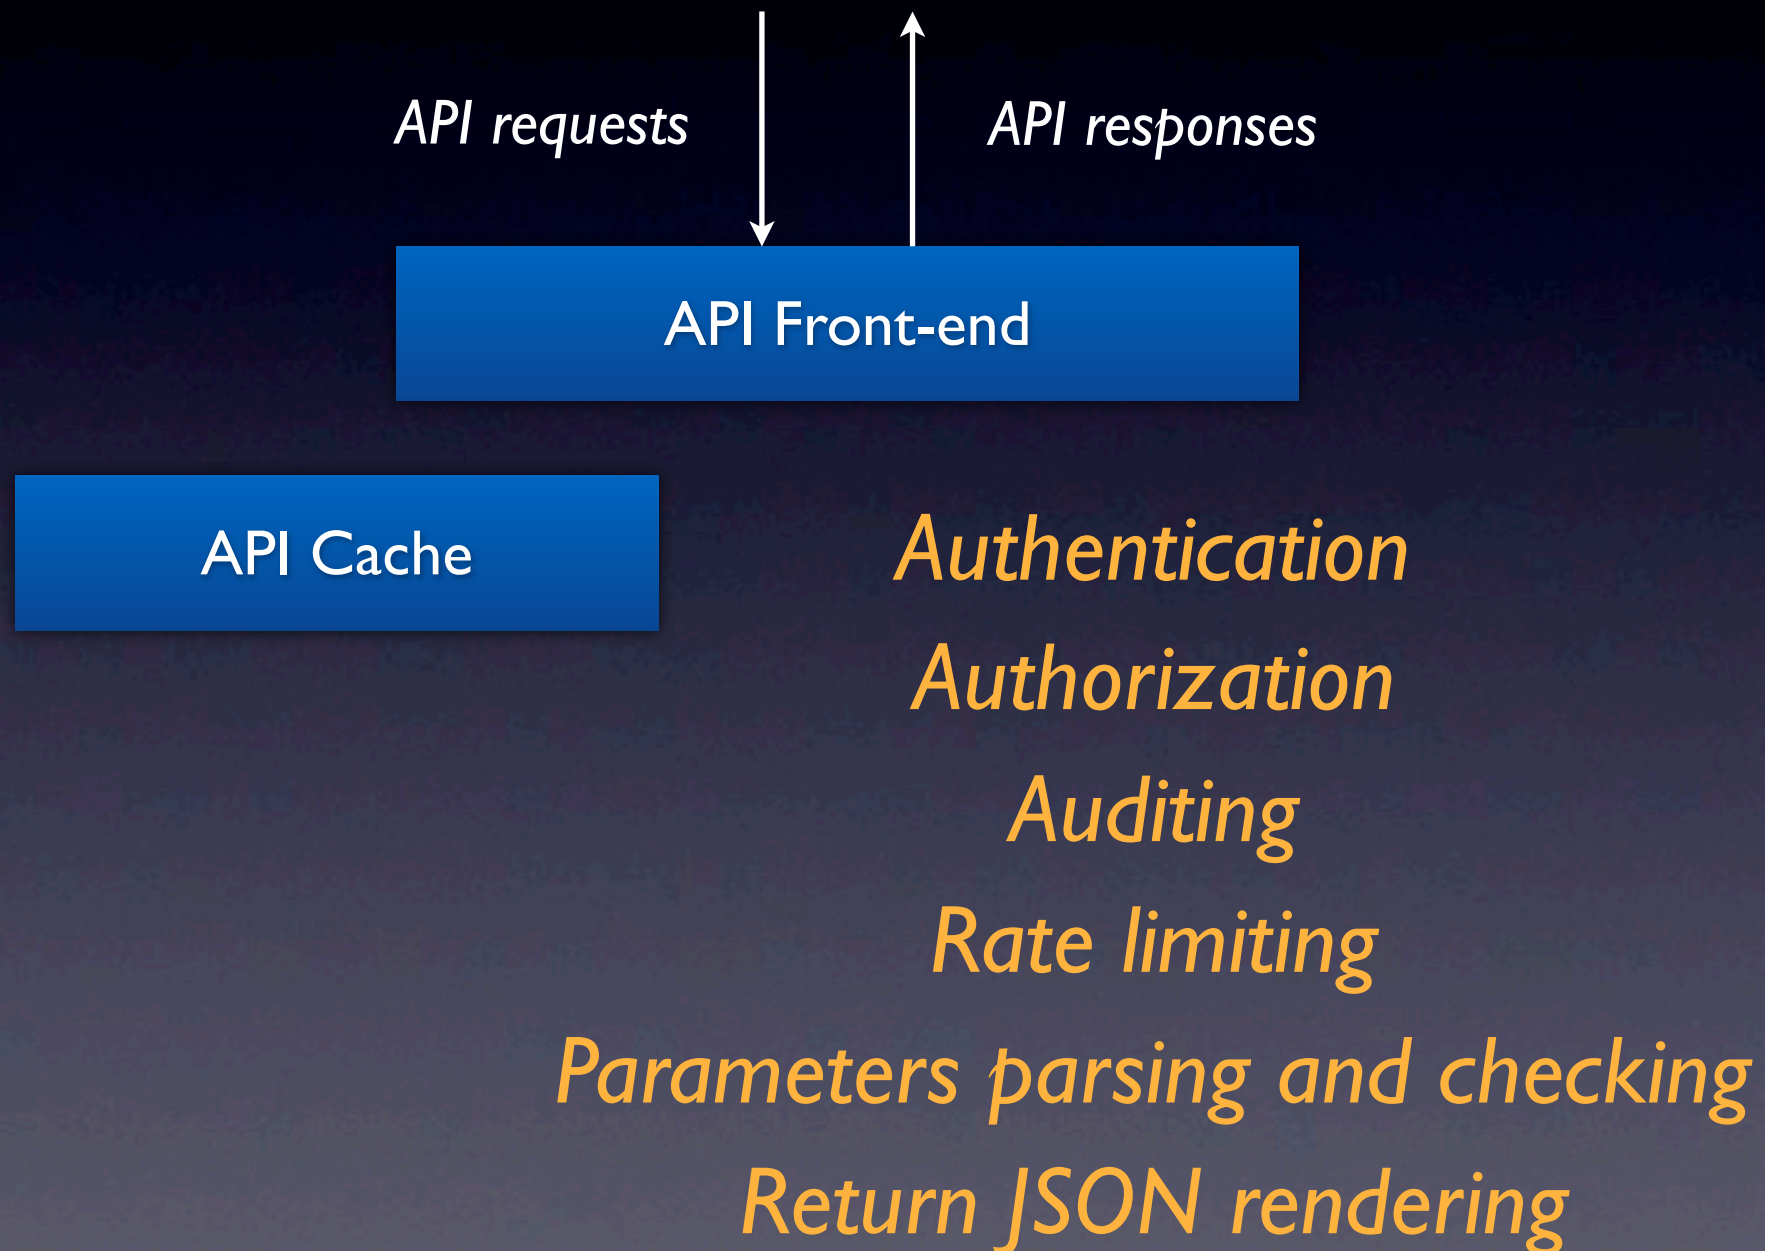 API requests
API responses
API Front-end
API Cache
Authentication
Authorization
Auditing
Rate limiting
Parameters parsing and checking
Return JSON rendering